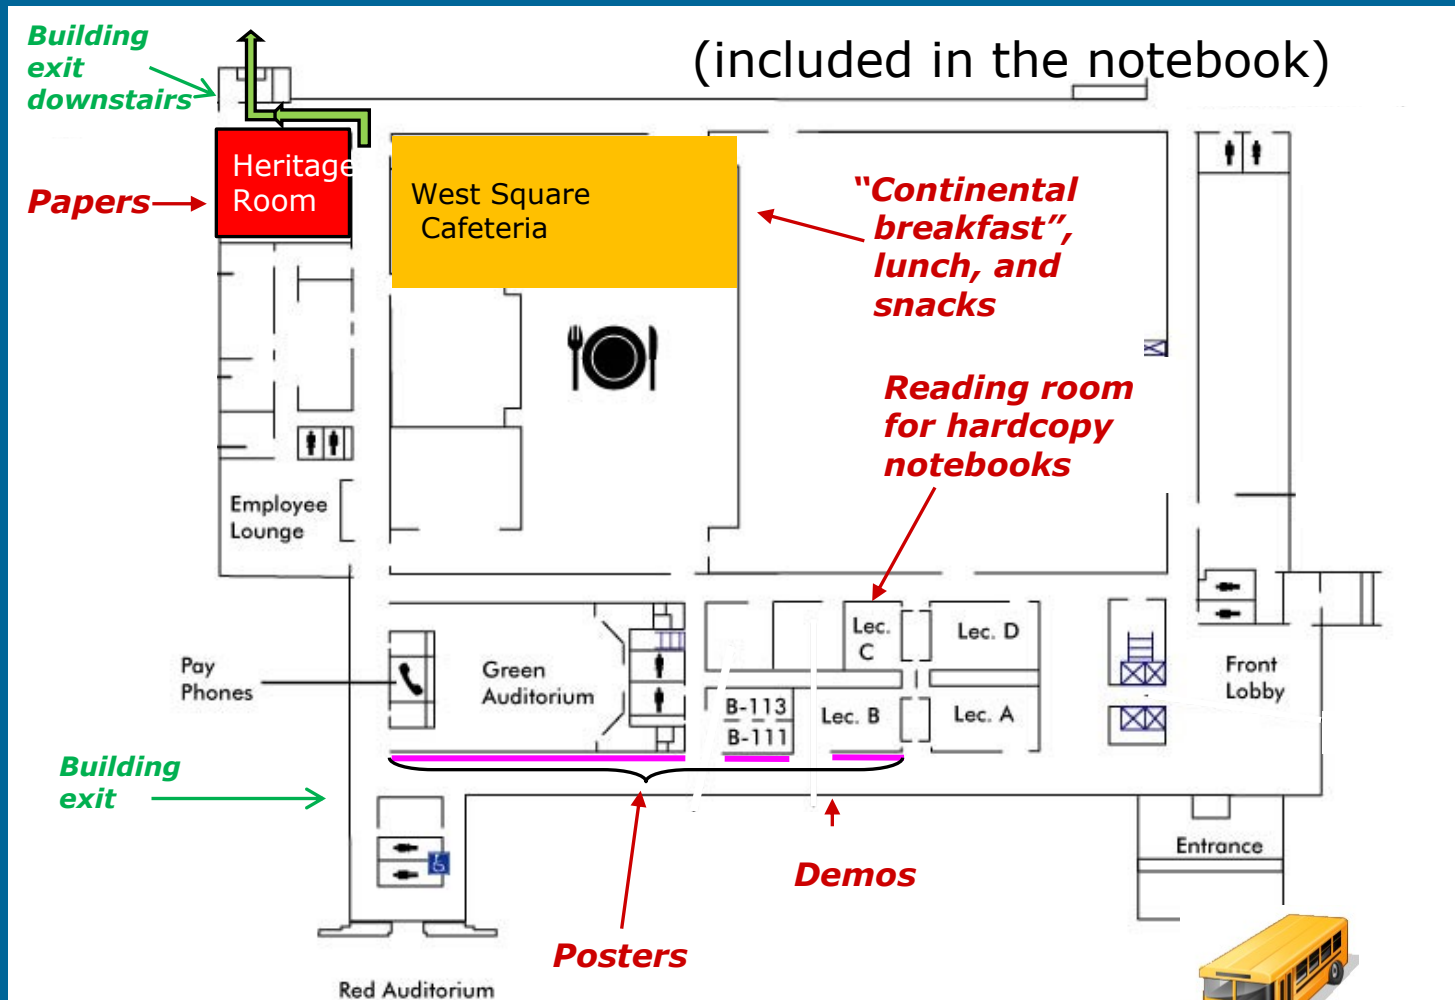 (included in the notebook)
Building
exit
downstairs
Heritage
Room
Papers
West Square
Cafeteria
“Continental
breakfast”,
lunch, and
snacks
Reading room
for hardcopy
notebooks
Employee
Lounge
Pay
Phones
Green
Auditorium
Lec.
C
Lec. D
B-113
B-111
Lec. B
Lec. A
Front
Lobby
Building
exit
Entrance
Demos
Posters
Red Auditorium